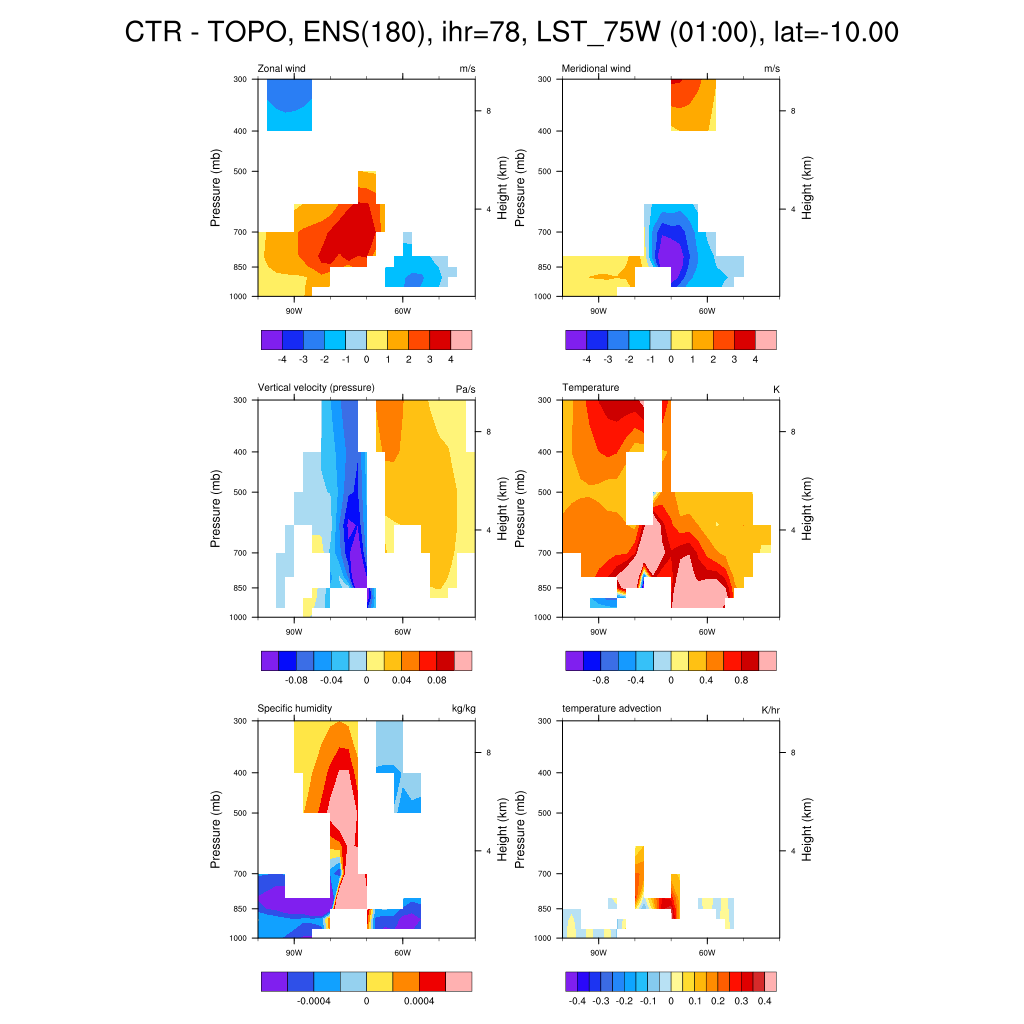 CTR - TOPO, ENS(180), ihr=78, LST_75W (01:00), lat=-10.00
Zonal wind m/s
Pressure (mb)
300
400
500
700
850
1000
90W 60W
8
4
Height (km)
-4 -3 -2 -1 0 1 2 3 4
Meridional wind m/s
Pressure (mb)
300
400
500
700
850
1000
90W 60W
8
4
Height (km)
-4 -3 -2 -1 0 1 2 3 4
Vertical velocity (pressure) Pa/s
Pressure (mb)
300
400
500
700
850
1000
90W 60W
8
4
Height (km)
-0.08 -0.04 0 0.04 0.08
Temperature K
Pressure (mb)
300
400
500
700
850
1000
90W 60W
8
4
Height (km)
-0.8 -0.4 0 0.4 0.8
Specific humidity kg/kg
Pressure (mb)
300
400
500
700
850
1000
90W 60W
8
4
Height (km)
-0.0004 0 0.0004
temperature advection K/hr
Pressure (mb)
300
400
500
700
850
1000
90W 60W
8
4
Height (km)
-0.4 -0.3 -0.2 -0.1 0 0.1 0.2 0.3 0.4